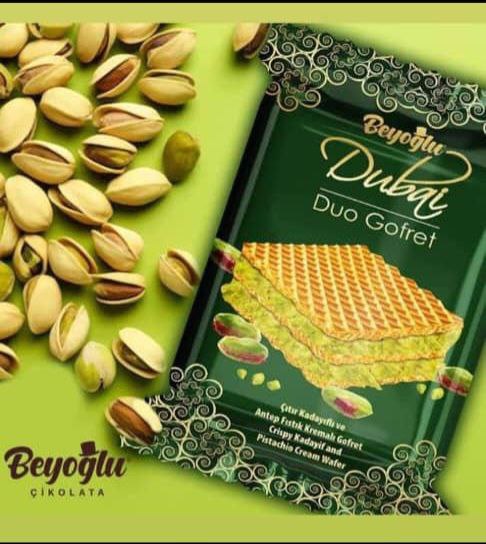 Beyoğlu
Dubai
Duo Gofret
Çıtır Kadayıflı ve
Antep Fıstık Kremalı Gofret
Crispy Kadayif and
Pistachio Cream Wafer
Beyoğlu
ÇİKOLATA